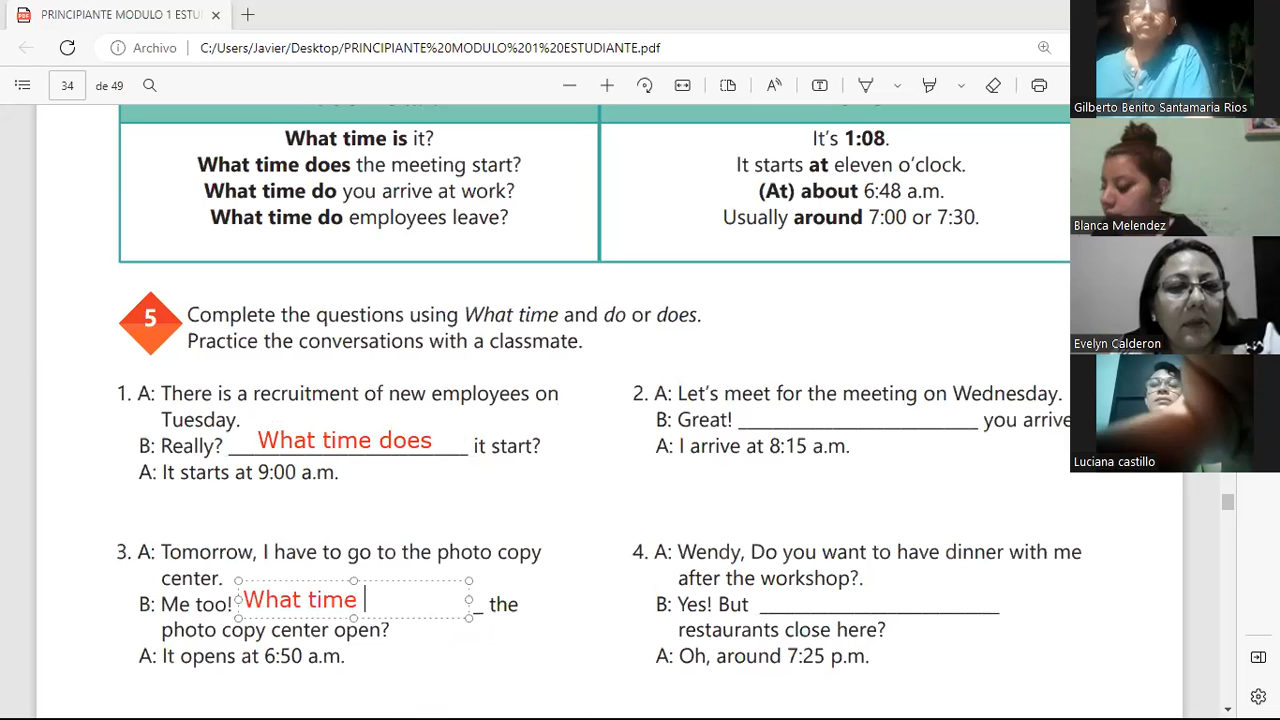 PRINCIPIANTE MODULO 1 ESTU
Archivo
C:/Users/Javier/Desktop/PRINCIPIANTE%20MODULO%201%20ESTUDIANTE.pdf
34
de 49
What time is it?
What time does the meeting start?
What time do you arrive at work?
What time do employees leave?
It's 1:08.
It starts at eleven o'clock.
(At) about 6:48 a.m.
Usually around 7:00 or 7:30.
5
Complete the questions using What time and do or does.
Practice the conversations with a classmate.
1. A: There is a recruitment of new employees on
Tuesday.
B: Really? What time does it start?
A: It starts at 9:00 a.m.
2. A: Let's meet for the meeting on Wednesday.
B: Great! ______________________ you arrive
A: I arrive at 8:15 a.m.
3. A: Tomorrow, I have to go to the photo copy
center.
B: Me too! What time _ the
photo copy center open?
A: It opens at 6:50 a.m.
4. A: Wendy, Do you want to have dinner with me
after the workshop?.
B: Yes! But ______________________
restaurants close here?
A: Oh, around 7:25 p.m.
Gilberto Benito Santamaria Rios
Blanca Melendez
Evelyn Calderon
Luciana castillo